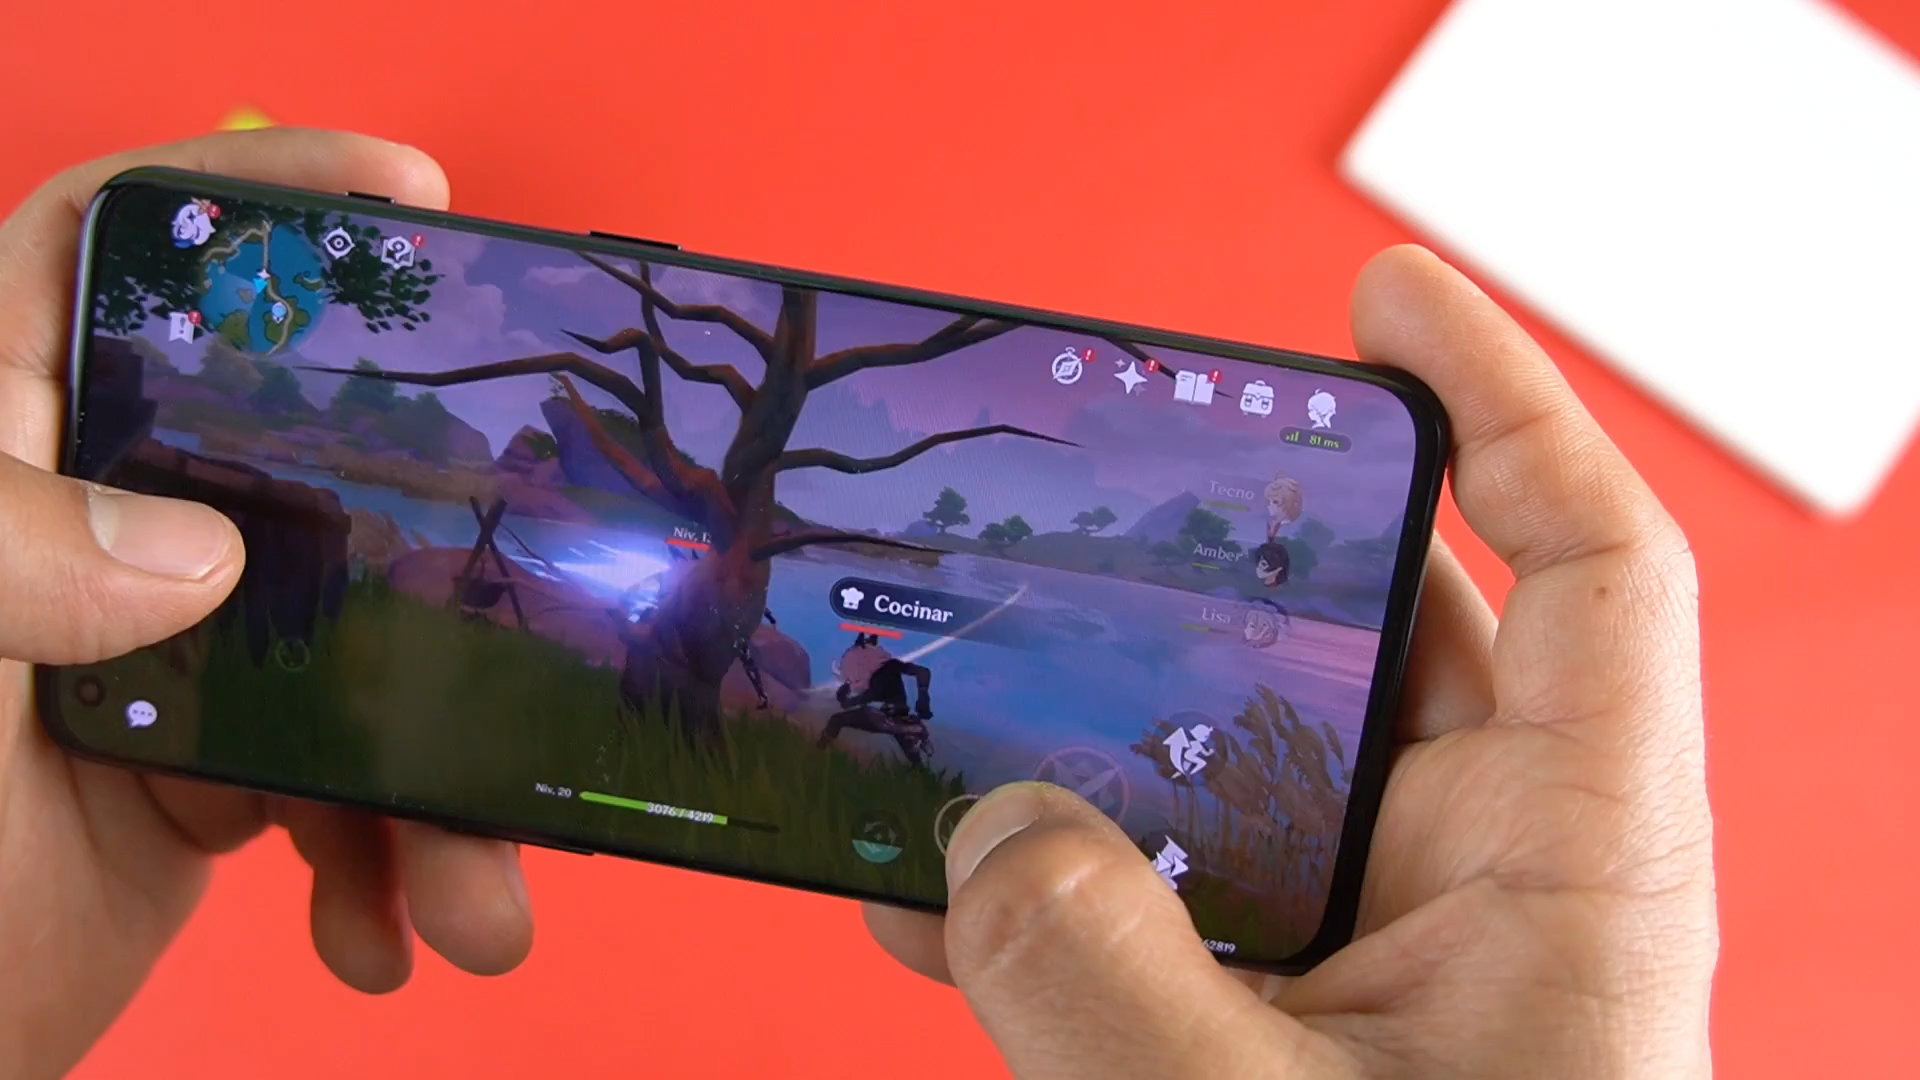 81 ms
Tecno
Niv. 1
Amber
Cocinar
Lisa
Niv. 20
3076 / 4219
62819